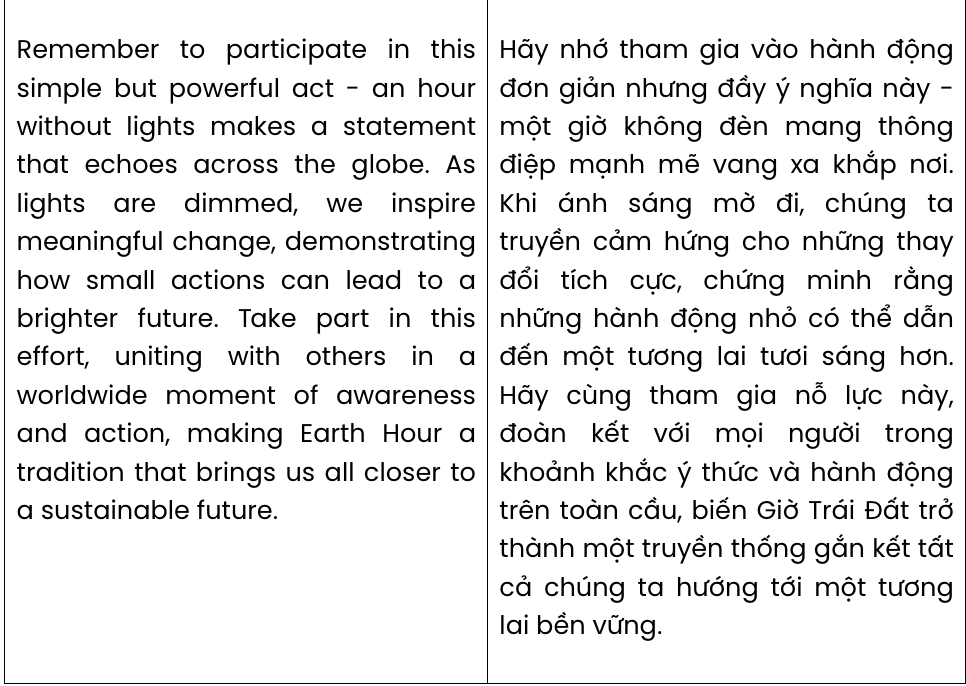 Remember to participate in this
simple but powerful act - an hour
without lights makes a statement
that echoes across the globe. As
lights are dimmed, we inspire
meaningful change, demonstrating
how small actions can lead to a
brighter future. Take part in this
effort, uniting with others in a
worldwide moment of awareness
and action, making Earth Hour a
tradition that brings us all closer to
a sustainable future.
Hãy nhớ tham gia vào hành động
đơn giản nhưng đầy ý nghĩa này -
một giờ không đèn mang thông
điệp mạnh mẽ vang xa khắp nơi.
Khi ánh sáng mờ đi, chúng ta
truyền cảm hứng cho những thay
đổi tích cực, chứng minh rằng
những hành động nhỏ có thể dẫn
đến một tương lai tươi sáng hơn.
Hãy cùng tham gia nỗ lực này,
đoàn kết với mọi người trong
khoảnh khắc ý thức và hành động
trên toàn cầu, biến Giờ Trái Đất trở
thành một truyền thống gắn kết tất
cả chúng ta hướng tới một tương
lai bền vững.